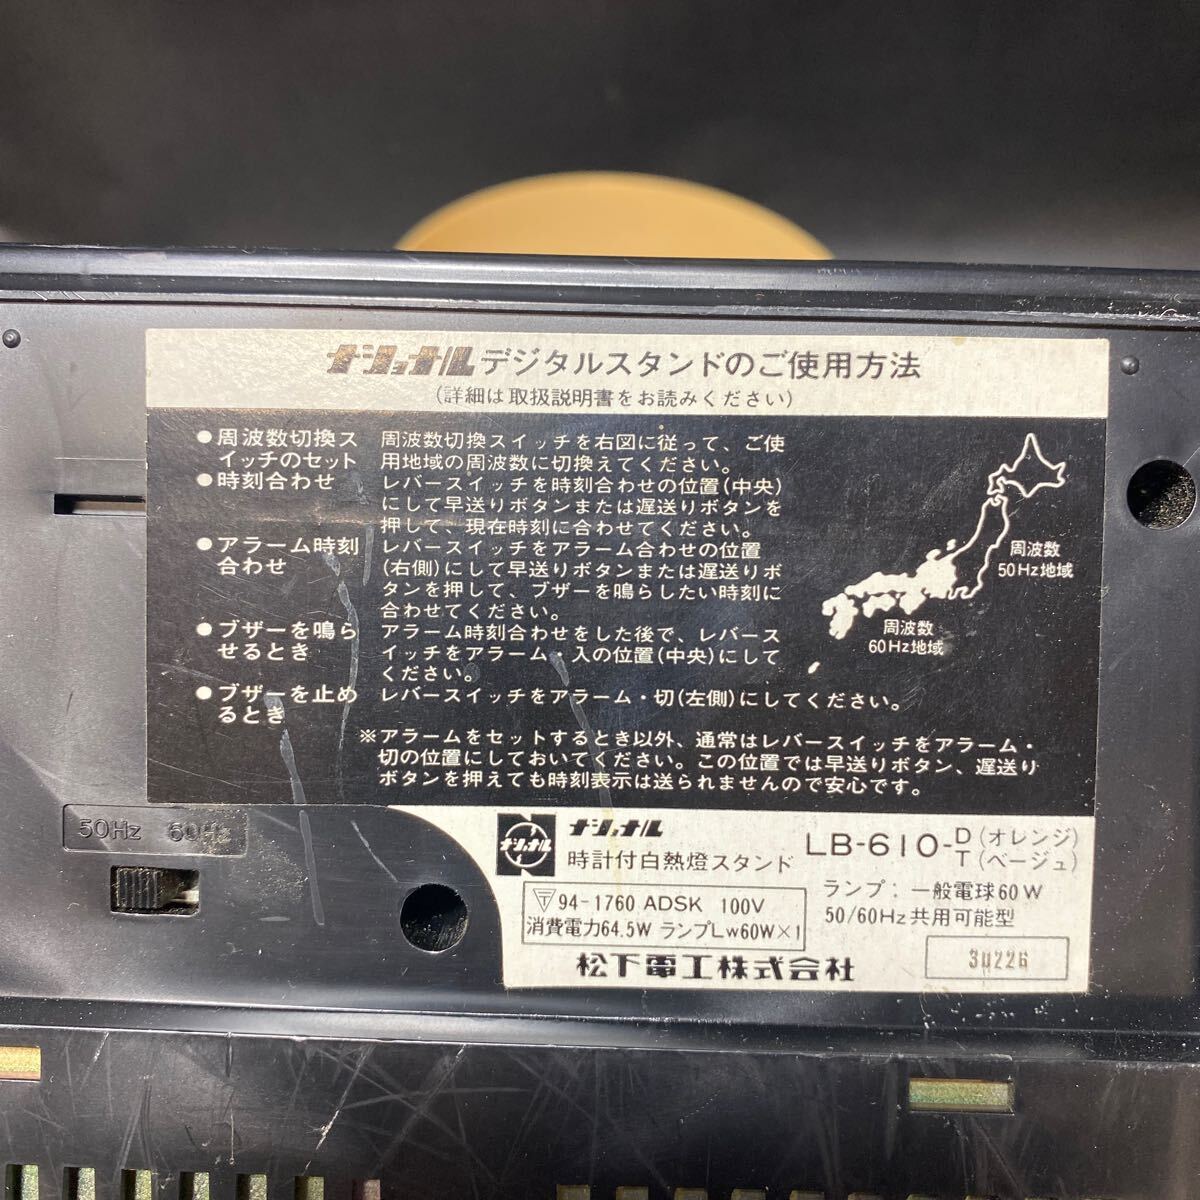 ナショナル デジタルスタンドのご使用方法
(詳細は取扱説明書をお読みください)
●周波数切換ス
イッチのセット
周波数切換スイッチを右図に従って、ご使
用地域の周波数に切換えてください。
●時刻合わせ
レバースイッチを時刻合わせの位置(中央)
にして早送りボタンまたは遅送りボタンを
押して、現在時刻に合わせてください。
●アラーム時刻
合わせ
レバースイッチをアラーム合わせの位置
(右側)にして早送りボタンまたは遅送りボ
タンを押して、ブザーを鳴らしたい時刻に
合わせてください。
●ブザーを鳴ら
せるとき
アラーム時刻合わせをした後で、レバース
イッチをアラーム・入の位置(中央)にして
ください。
●ブザーを止め
るとき
レバースイッチをアラーム・切(左側)にしてください。
※アラームをセットするとき以外、通常はレバースイッチをアラーム・
切の位置にしておいてください。この位置では早送りボタン、遅送り
ボタンを押えても時刻表示は送られませんので安心です。
周波数
50Hz地域
周波数
60Hz地域
50Hz 60Hz
ナショナル
ナショナル
時計付白熱燈スタンド
LB-610-D(オレンジ)
T(ベージュ)
〒94-1760 ADSK 100V
消費電力64.5W ランプLw60W×1
ランプ: 一般電球60W
50/60Hz共用可能型
松下電工株式会社